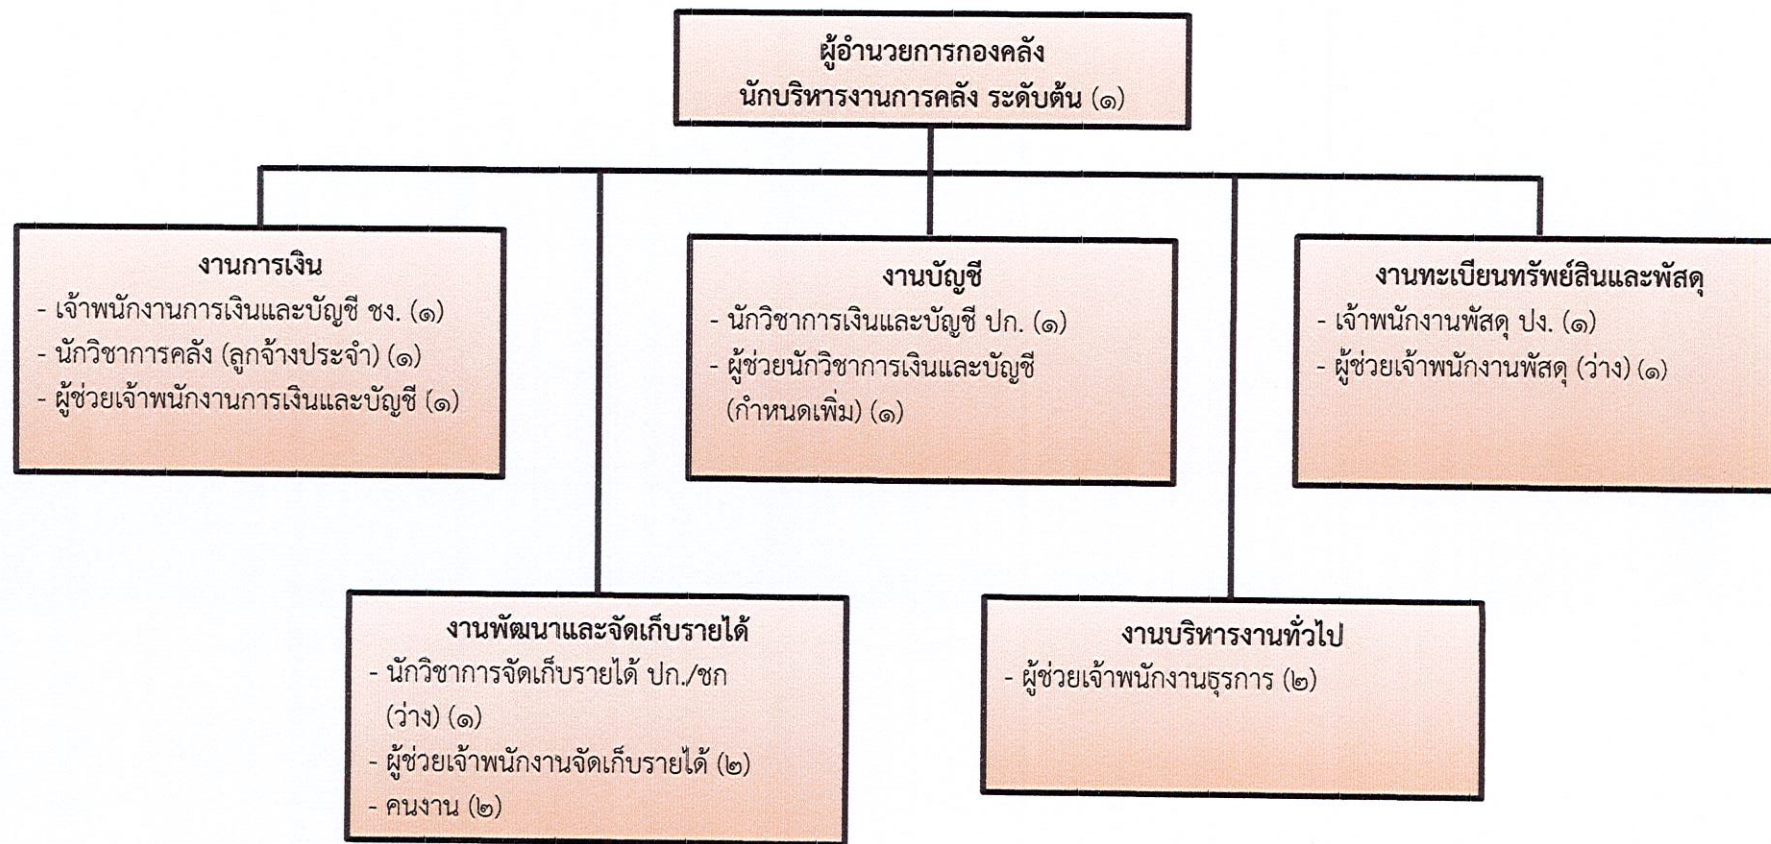 ผู้อำนวยการกองคลัง
นักบริหารงานการคลัง ระดับต้น (๑)
งานการเงิน
- เจ้าพนักงานการเงินและบัญชี ชง. (๑)
- นักวิชาการคลัง (ลูกจ้างประจำ) (๑)
- ผู้ช่วยเจ้าพนักงานการเงินและบัญชี (๑)
งานบัญชี
- นักวิชาการเงินและบัญชี ปก. (๑)
- ผู้ช่วยนักวิชาการเงินและบัญชี
(กำหนดเพิ่ม) (๑)
งานทะเบียนทรัพย์สินและพัสดุ
- เจ้าพนักงานพัสดุ ปง. (๑)
- ผู้ช่วยเจ้าพนักงานพัสดุ (ว่าง) (๑)
งานพัฒนาและจัดเก็บรายได้
- นักวิชาการจัดเก็บรายได้ ปก./ชก
(ว่าง) (๑)
- ผู้ช่วยเจ้าพนักงานจัดเก็บรายได้ (๒)
- คนงาน (๒)
งานบริหารงานทั่วไป
- ผู้ช่วยเจ้าพนักงานธุรการ (๒)